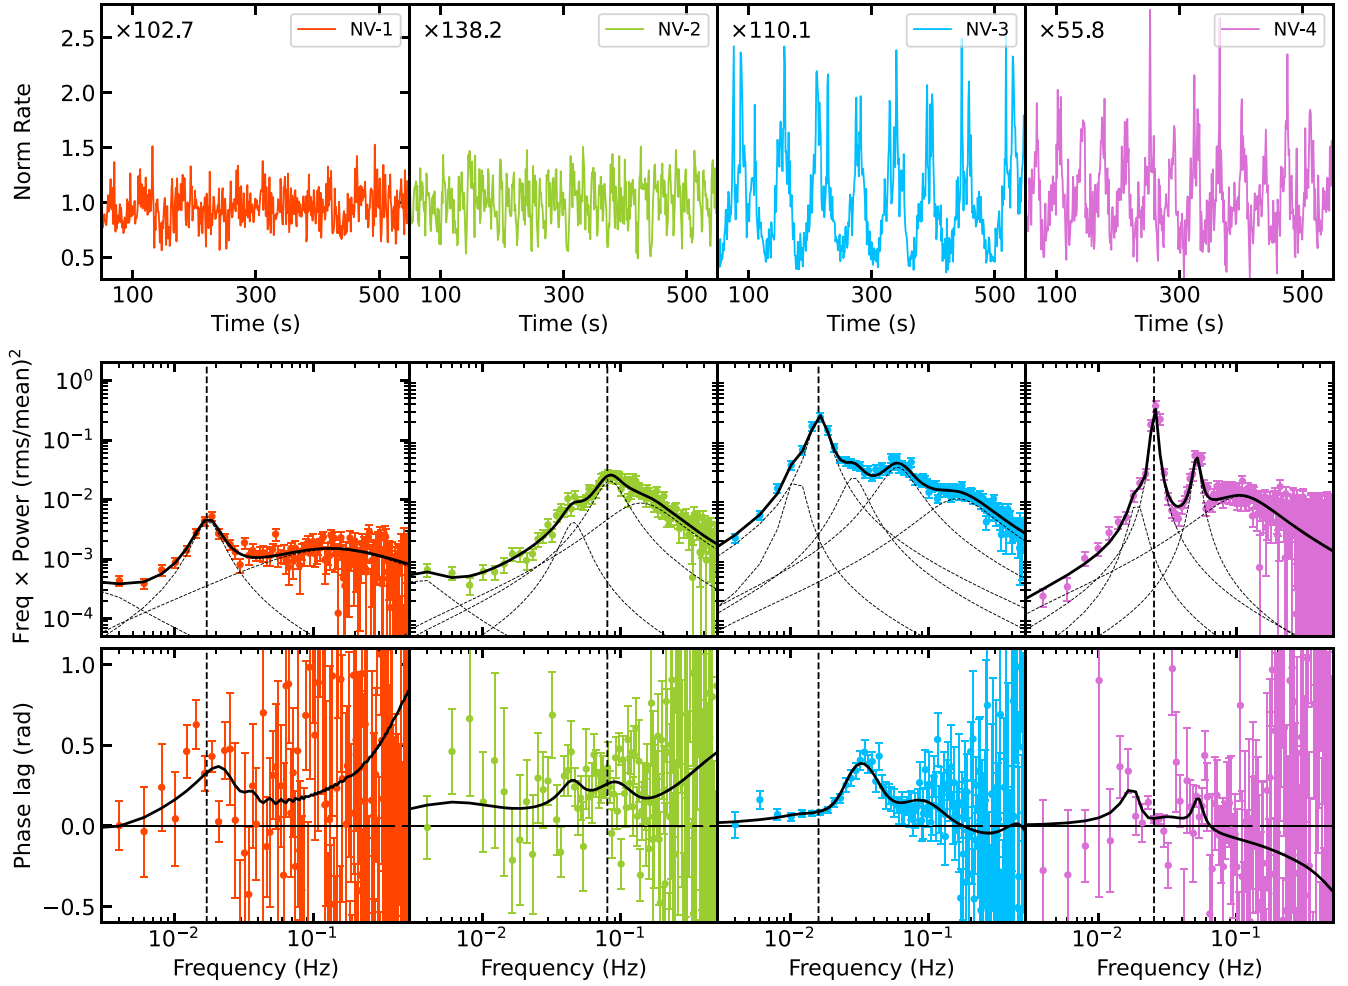 ×102.7 NV-1 ×138.2 NV-2 ×110.1 NV-3 ×55.8 NV-4
Norm Rate
2.5
2.0
1.5
1.0
0.5
100 300 500 100 300 500 100 300 500 100 300 500
Time (s) Time (s) Time (s) Time (s)
Freq × Power (rms/mean)²
10⁰
10⁻¹
10⁻²
10⁻³
10⁻⁴
Phase lag (rad)
1.0
0.5
0.0
−0.5
10⁻² 10⁻¹ 10⁻² 10⁻¹ 10⁻² 10⁻¹ 10⁻² 10⁻¹
Frequency (Hz) Frequency (Hz) Frequency (Hz) Frequency (Hz)